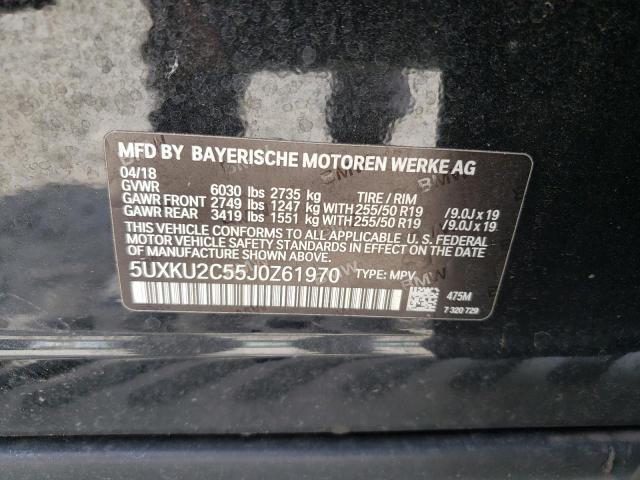 MFD BY BAYERISCHE MOTOREN WERKE AG
04/18
GVWR 6030 lbs 2735 kg TIRE / RIM
GAWR FRONT 2749 lbs 1247 kg WITH 255/50 R19 /9.0J x 19
GAWR REAR 3419 lbs 1551 kg WITH 255/50 R19 /9.0J x 19
THIS VEHICLE CONFORMS TO ALL APPLICABLE U. S. FEDERAL
MOTOR VEHICLE SAFETY STANDARDS IN EFFECT ON THE DATE
OF MANUFACTURE SHOWN ABOVE.
5UXKU2C55J0Z61970 TYPE: MPV
475M
7 320 729